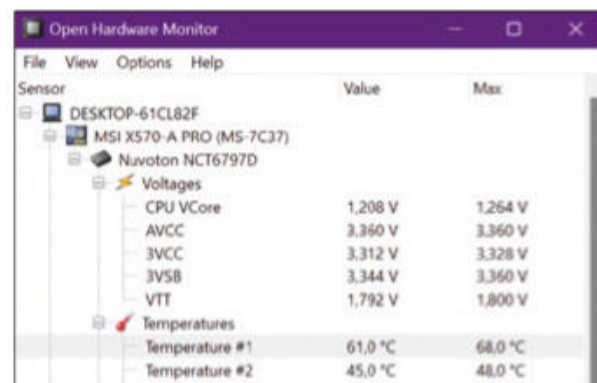 Open Hardware Monitor
File View Options Help
Sensor Value Max
DESKTOP-61CL82F
MSI X570-A PRO (MS-7C37)
Nuvoton NCT6797D
Voltages
CPU VCore 1,208 V 1,264 V
AVCC 3,360 V 3,360 V
3VCC 3,312 V 3,328 V
3VSB 3,344 V 3,360 V
VTT 1,792 V 1,800 V
Temperatures
Temperature #1 61,0 °C 68,0 °C
Temperature #2 45,0 °C 48,0 °C